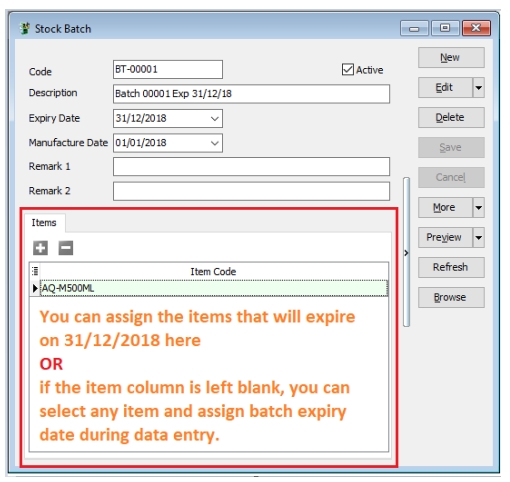 Stock Batch
Code BT-00001 Active
Description Batch 00001 Exp 31/12/18
Expiry Date 31/12/2018
Manufacture Date 01/01/2018
Remark 1
Remark 2
Items
Item Code
AQ-M500ML
You can assign the items that will expire
on 31/12/2018 here
OR
if the item column is left blank, you can
select any item and assign batch expiry
date during data entry.
New
Edit
Delete
Save
Cancel
More
Preview
Refresh
Browse